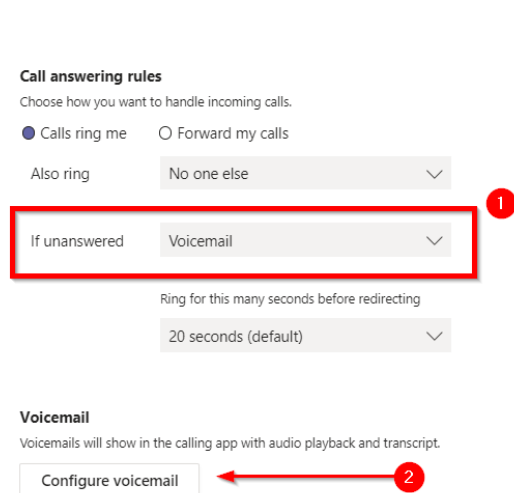 Call answering rules
Choose how you want to handle incoming calls.
Calls ring me Forward my calls
Also ring No one else
1
If unanswered Voicemail
Ring for this many seconds before redirecting
20 seconds (default)
Voicemail
Voicemails will show in the calling app with audio playback and transcript.
Configure voicemail 2